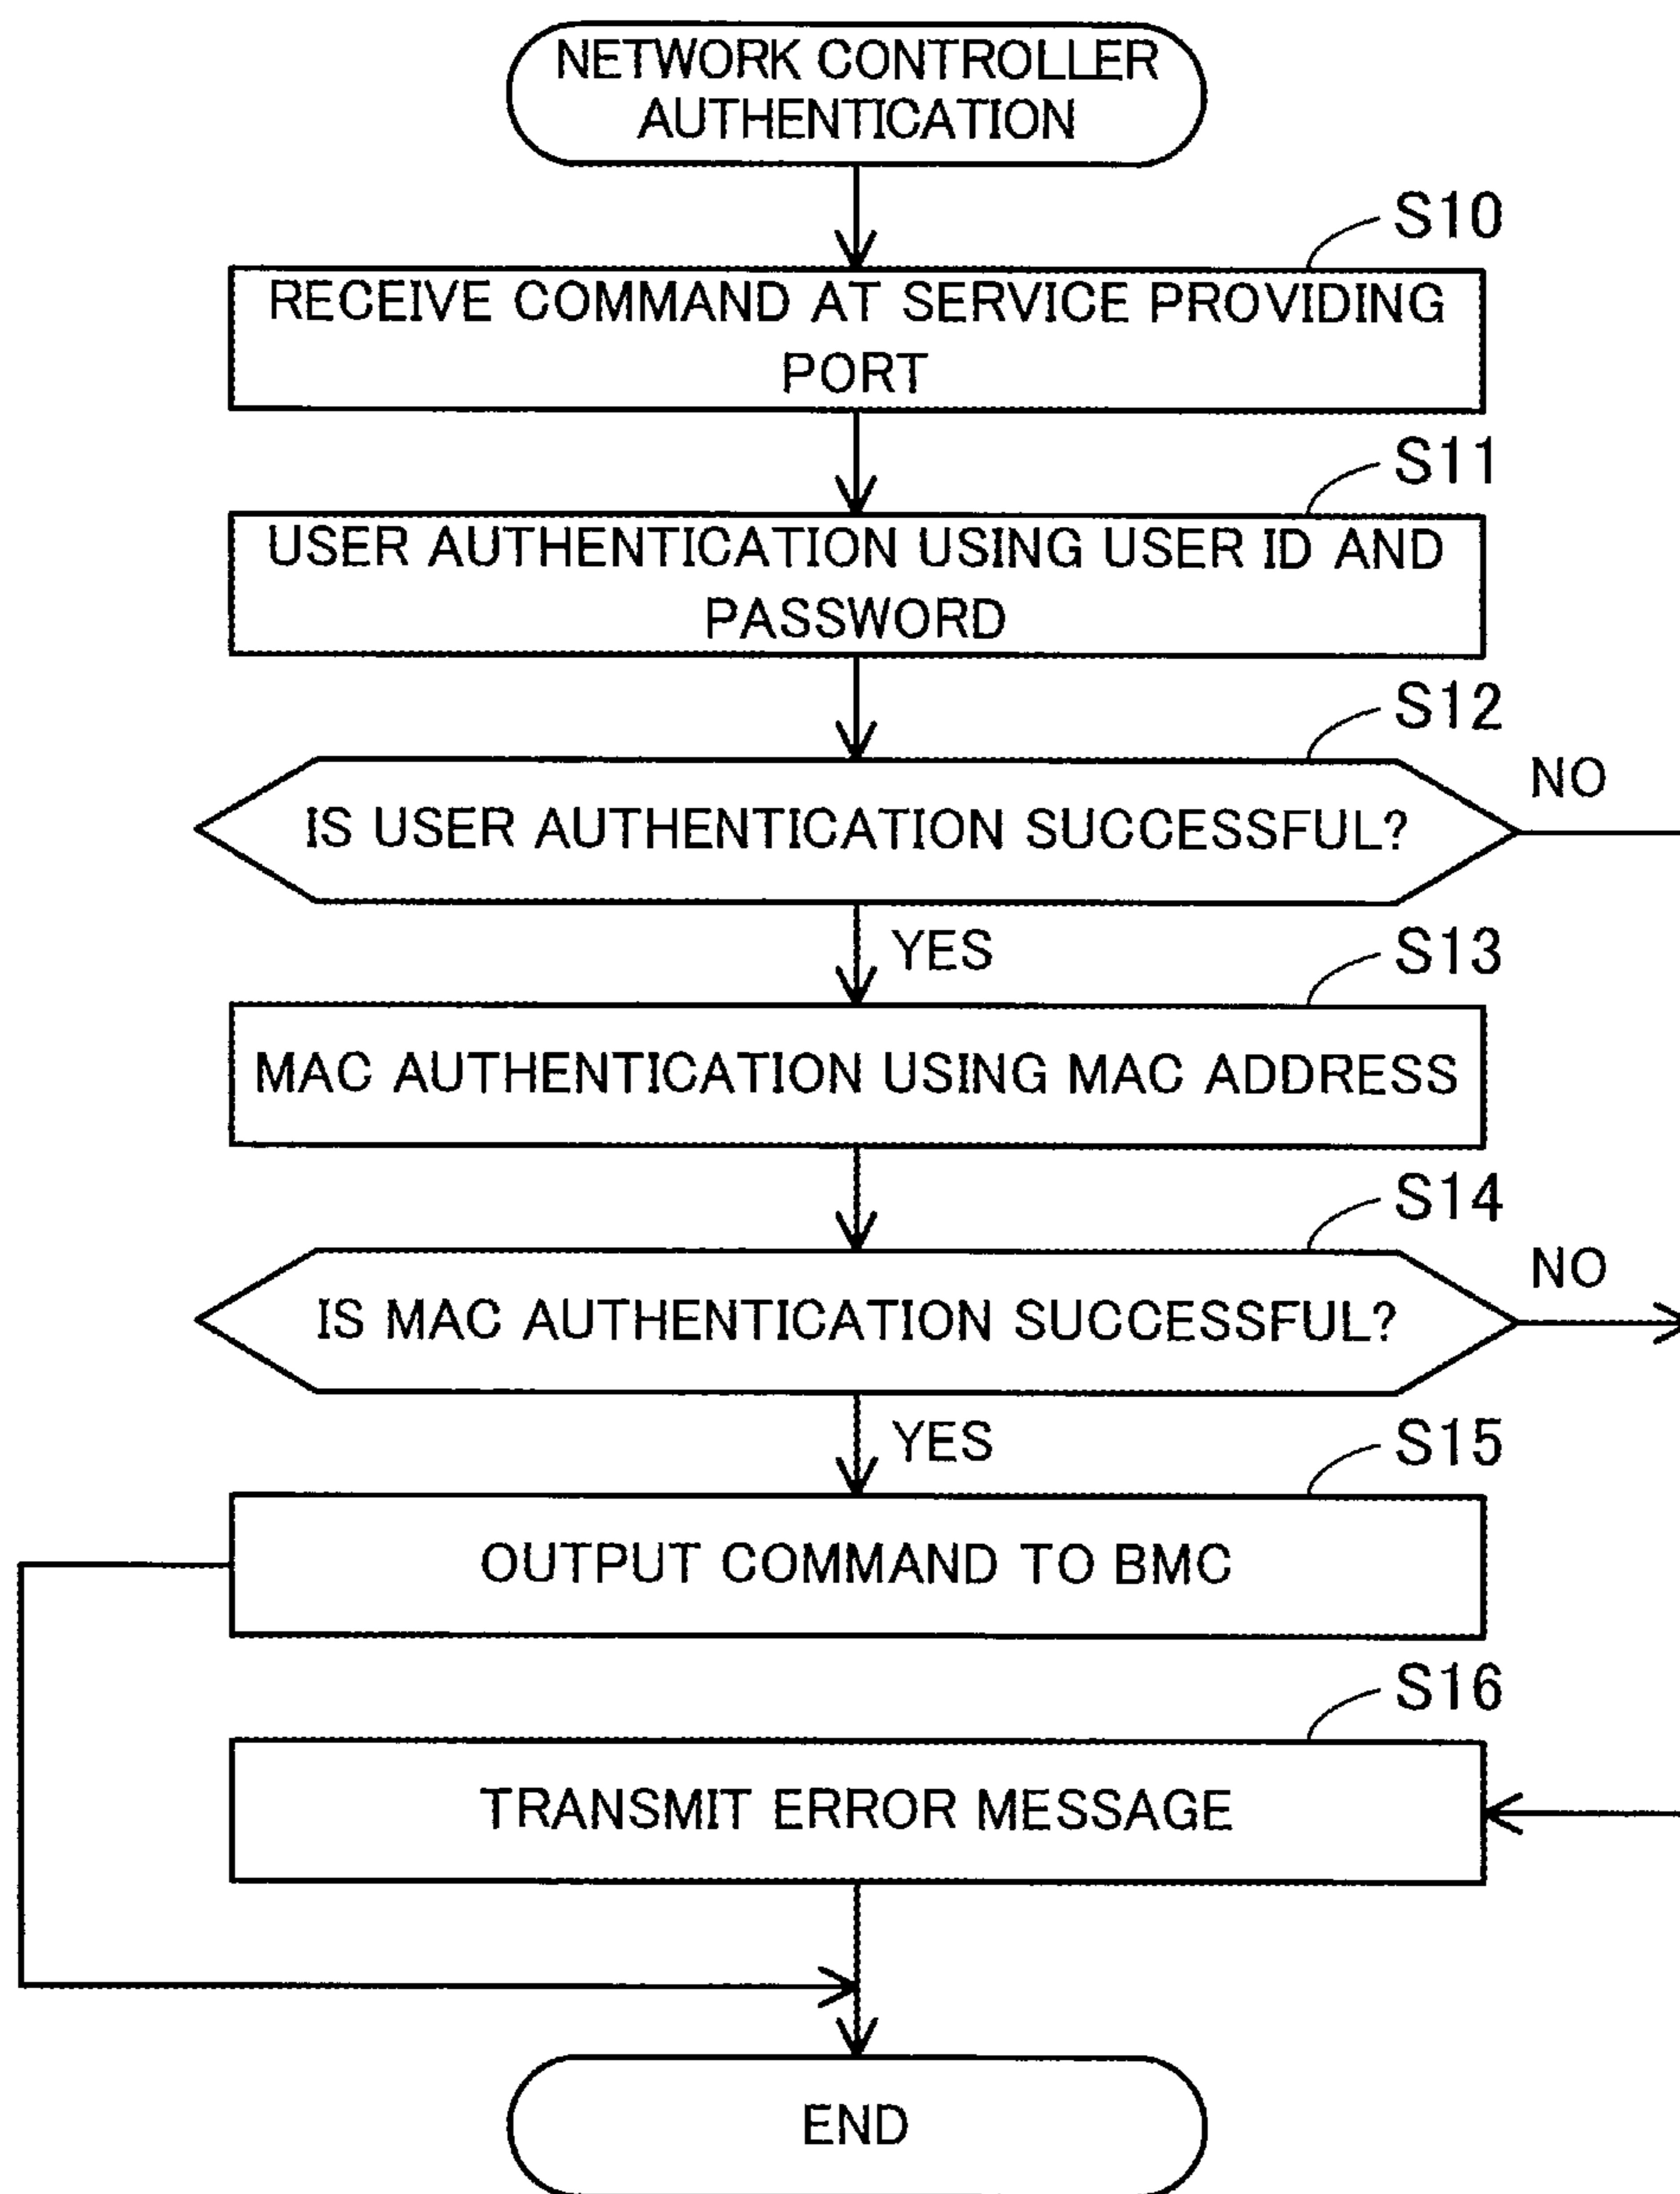 NETWORK CONTROLLER
AUTHENTICATION
S10
RECEIVE COMMAND AT SERVICE PROVIDING
PORT
S11
USER AUTHENTICATION USING USER ID AND
PASSWORD
S12
NO
IS USER AUTHENTICATION SUCCESSFUL?
YES
S13
MAC AUTHENTICATION USING MAC ADDRESS
S14
NO
IS MAC AUTHENTICATION SUCCESSFUL?
YES
S15
OUTPUT COMMAND TO BMC
S16
TRANSMIT ERROR MESSAGE
END